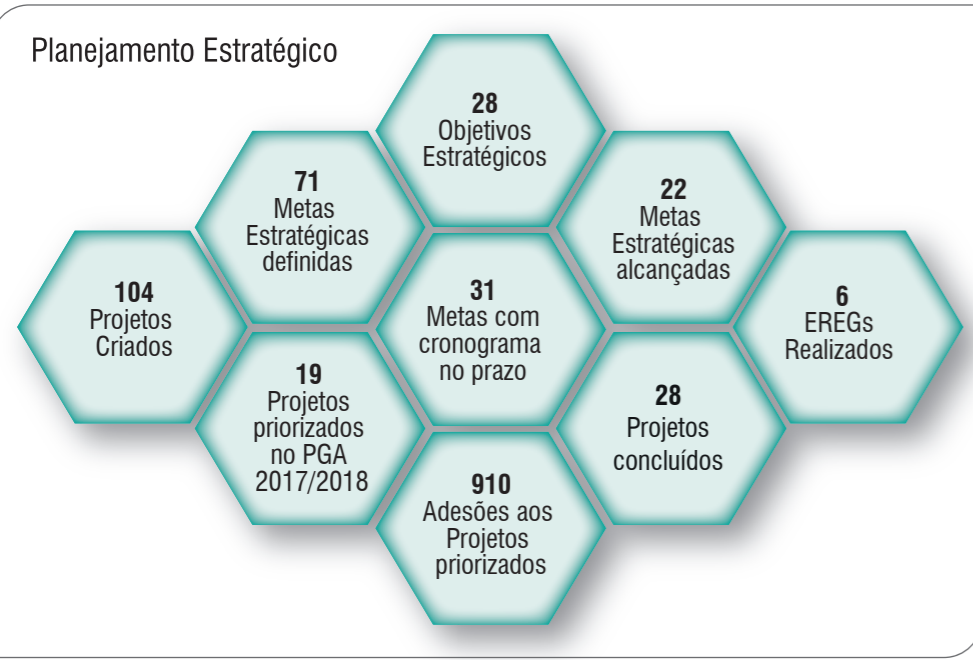 Planejamento Estratégico
28
Objetivos
Estratégicos
71
Metas
Estratégicas
definidas
22
Metas
Estratégicas
alcançadas
104
Projetos
Criados
31
Metas com
cronograma
no prazo
6
EREGs
Realizados
19
Projetos
priorizados
no PGA
2017/2018
28
Projetos
concluídos
910
Adesões aos
Projetos
priorizados